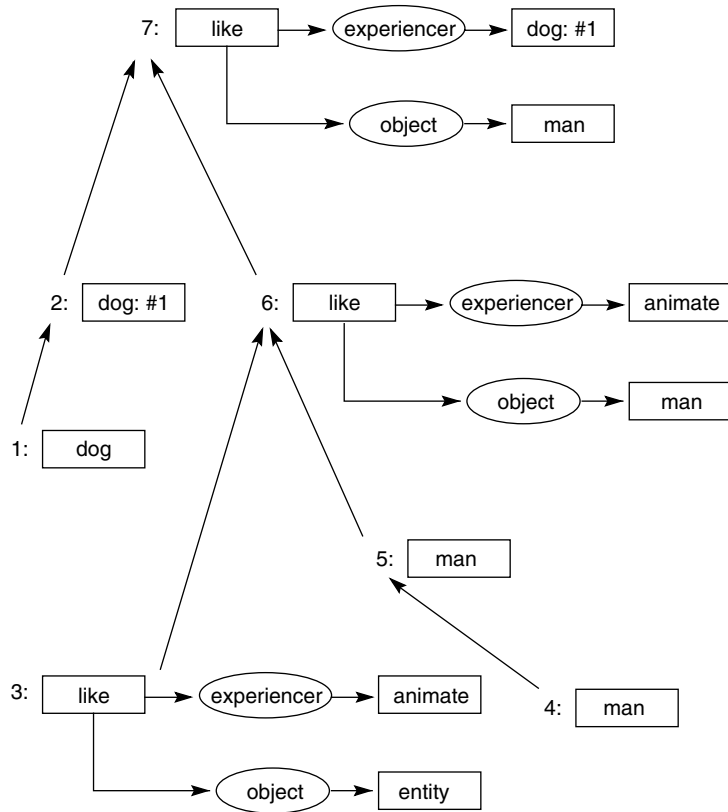 7: like experiencer dog: #1
object man
2: dog: #1 6: like experiencer animate
object man
1: dog
5: man
3: like experiencer animate
4: man
object entity